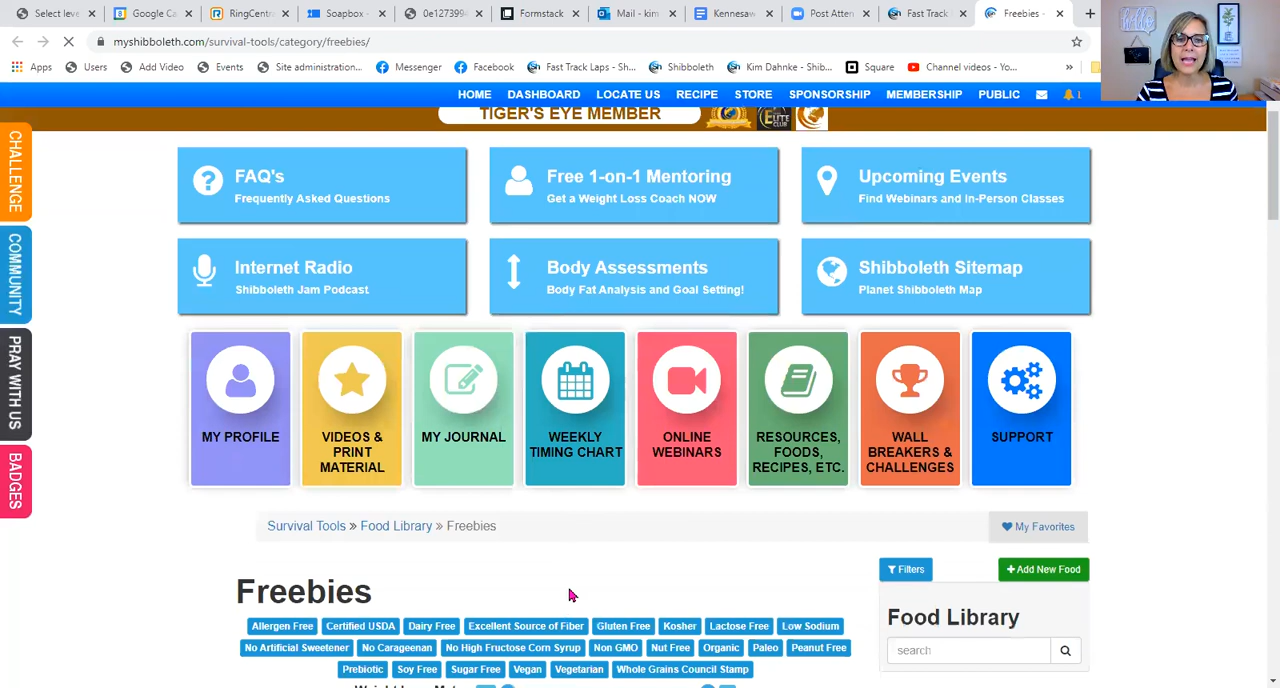 Select leve
Google Ca
RingCentra
Soapbox -
0e1273994
Formstack
Mail - kim
Kennesaw
Post Atten
Fast Track
Freebies -
myshibboleth.com/survival-tools/category/freebies/
Apps Users Add Video Events Site administration... Messenger Facebook Fast Track Laps - S... Shibboleth Kim Dahnke - Shib... Square Channel videos - Yo... »
HOME DASHBOARD LOCATE US RECIPE STORE SPONSORSHIP MEMBERSHIP PUBLIC 1
TIGER'S EYE MEMBER
ELITE
CHALLENGE
COMMUNITY
PRAY WITH US
BADGES
FAQ's
Frequently Asked Questions
Free 1-on-1 Mentoring
Get a Weight Loss Coach NOW
Upcoming Events
Find Webinars and In-Person Classes
Internet Radio
Shibboleth Jam Podcast
Body Assessments
Body Fat Analysis and Goal Setting!
Shibboleth Sitemap
Planet Shibboleth Map
MY PROFILE
VIDEOS &
PRINT
MATERIAL
MY JOURNAL
WEEKLY
TIMING CHART
ONLINE
WEBINARS
RESOURCES,
FOODS,
RECIPES, ETC.
WALL
BREAKERS &
CHALLENGES
SUPPORT
Survival Tools » Food Library » Freebies
My Favorites
Filters
+ Add New Food
Freebies
Food Library
search
Allergen Free Certified USDA Dairy Free Excellent Source of Fiber Gluten Free Kosher Lactose Free Low Sodium
No Artificial Sweetener No Carageenan No High Fructose Corn Syrup Non GMO Nut Free Organic Paleo Peanut Free
Prebiotic Soy Free Sugar Free Vegan Vegetarian Whole Grains Council Stamp